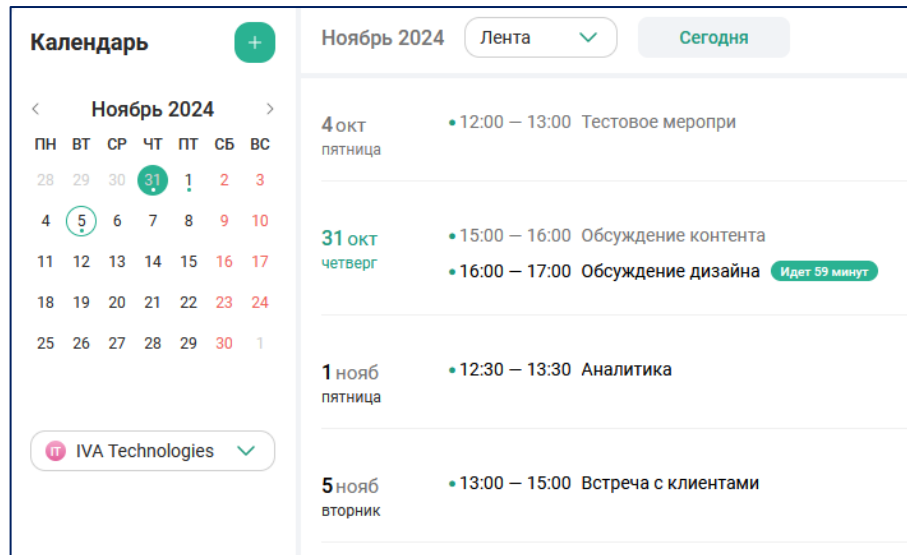 Календарь
+
Ноябрь 2024
ПН ВТ СР ЧТ ПТ СБ ВС
28 29 30 31 1 2 3
4 5 6 7 8 9 10
11 12 13 14 15 16 17
18 19 20 21 22 23 24
25 26 27 28 29 30 1
IT IVA Technologies
Ноябрь 2024 Лента Сегодня
4 окт
пятница
12:00 — 13:00 Тестовое меропри
31 окт
четверг
15:00 — 16:00 Обсуждение контента
16:00 — 17:00 Обсуждение дизайна Идет 59 минут
1 нояб
пятница
12:30 — 13:30 Аналитика
5 нояб
вторник
13:00 — 15:00 Встреча с клиентами